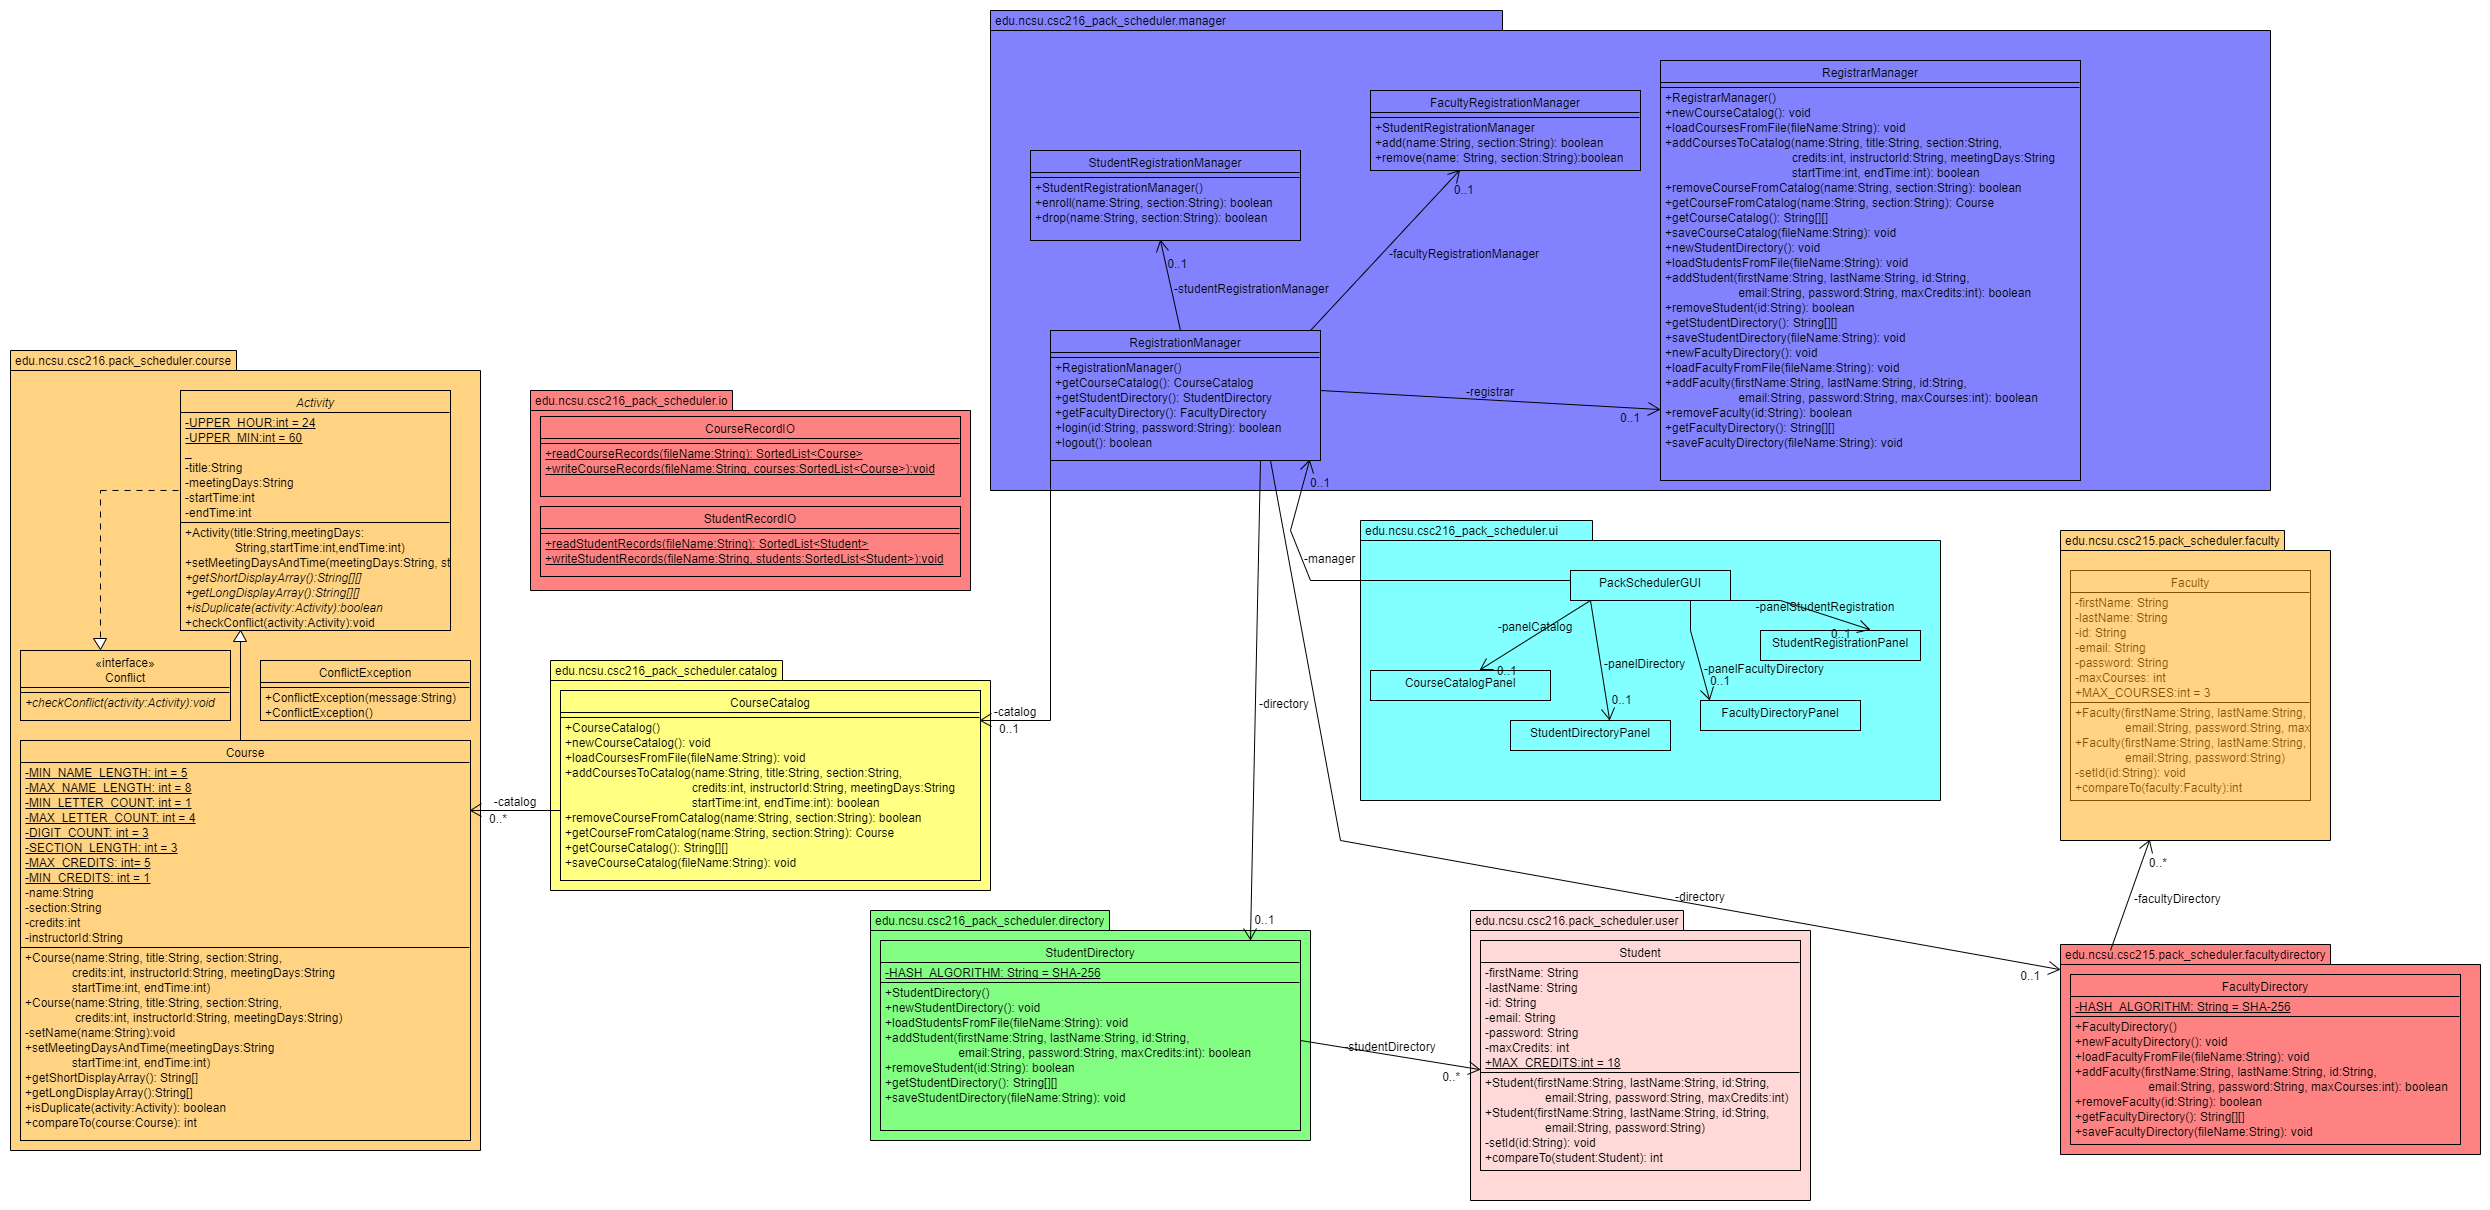 edu.ncsu.csc216_pack_scheduler.manager
RegistrarManager
+RegistrarManager()
+newCourseCatalog(): void
+loadCoursesFromFile(fileName:String): void
+addCoursesToCatalog(name:String, title:String, section:String,
credits:int, instructorId:String, meetingDays:String
startTime:int, endTime:int): boolean
+removeCourseFromCatalog(name:String, section:String): boolean
+getCourseFromCatalog(name:String, section:String): Course
+getCourseCatalog(): String[][]
+saveCourseCatalog(fileName:String): void
+newStudentDirectory(): void
+loadStudentsFromFile(fileName:String): void
+addStudent(firstName:String, lastName:String, id:String,
email:String, password:String, maxCredits:int): boolean
+removeStudent(id:String): boolean
+getStudentDirectory(): String[][]
+saveStudentDirectory(fileName:String): void
+newFacultyDirectory(): void
+loadFacultyFromFile(fileName:String): void
+addFaculty(firstName:String, lastName:String, id:String,
email:String, password:String, maxCourses:int): boolean
+removeFaculty(id:String): boolean
+getFacultyDirectory(): String[][]
+saveFacultyDirectory(fileName:String): void
FacultyRegistrationManager
+StudentRegistrationManager
+add(name:String, section:String): boolean
+remove(name: String, section:String):boolean
0..1
-facultyRegistrationManager
StudentRegistrationManager
+StudentRegistrationManager()
+enroll(name:String, section:String): boolean
+drop(name:String, section:String): boolean
0..1
-studentRegistrationManager
RegistrationManager
+RegistrationManager()
+getCourseCatalog(): CourseCatalog
+getStudentDirectory(): StudentDirectory
+getFacultyDirectory(): FacultyDirectory
+login(id:String, password:String): boolean
+logout(): boolean
-registrar
0..1
0..1
-manager
edu.ncsu.csc216.pack_scheduler.course
Activity
-UPPER_HOUR:int = 24
-UPPER_MIN:int = 60
_
-title:String
-meetingDays:String
-startTime:int
-endTime:int
+Activity(title:String,meetingDays:
String,startTime:int,endTime:int)
+setMeetingDaysAndTime(meetingDays:String, st
+getShortDisplayArray():String[][]
+getLongDisplayArray():String[][]
+isDuplicate(activity:Activity):boolean
+checkConflict(activity:Activity):void
«interface»
Conflict
+checkConflict(activity:Activity):void
ConflictException
+ConflictException(message:String)
+ConflictException()
Course
-MIN_NAME_LENGTH: int = 5
-MAX_NAME_LENGTH: int = 8
-MIN_LETTER_COUNT: int = 1
-MAX_LETTER_COUNT: int = 4
-DIGIT_COUNT: int = 3
-SECTION_LENGTH: int = 3
-MAX_CREDITS: int= 5
-MIN_CREDITS: int = 1
-name:String
-section:String
-credits:int
-instructorId:String
+Course(name:String, title:String, section:String,
credits:int, instructorId:String, meetingDays:String
startTime:int, endTime:int)
+Course(name:String, title:String, section:String,
credits:int, instructorId:String, meetingDays:String)
-setName(name:String):void
+setMeetingDaysAndTime(meetingDays:String
startTime:int, endTime:int)
+getShortDisplayArray(): String[]
+getLongDisplayArray():String[]
+isDuplicate(activity:Activity): boolean
+compareTo(course:Course): int
edu.ncsu.csc216_pack_scheduler.io
CourseRecordIO
+readCourseRecords(fileName:String): SortedList<Course>
+writeCourseRecords(fileName:String, courses:SortedList<Course>):void
StudentRecordIO
+readStudentRecords(fileName:String): SortedList<Student>
+writeStudentRecords(fileName:String, students:SortedList<Student>):void
edu.ncsu.csc216_pack_scheduler.catalog
CourseCatalog
+CourseCatalog()
+newCourseCatalog(): void
+loadCoursesFromFile(fileName:String): void
+addCoursesToCatalog(name:String, title:String, section:String,
credits:int, instructorId:String, meetingDays:String
startTime:int, endTime:int): boolean
+removeCourseFromCatalog(name:String, section:String): boolean
+getCourseFromCatalog(name:String, section:String): Course
+getCourseCatalog(): String[][]
+saveCourseCatalog(fileName:String): void
-catalog
0..1
-catalog
0..*
-directory
0..1
edu.ncsu.csc216_pack_scheduler.ui
PackSchedulerGUI
-panelStudentRegistration
0..1
StudentRegistrationPanel
-panelCatalog
0..1
CourseCatalogPanel
-panelDirectory
0..1
StudentDirectoryPanel
-panelFacultyDirectory
0..1
FacultyDirectoryPanel
edu.ncsu.csc215.pack_scheduler.faculty
Faculty
-firstName: String
-lastName: String
-id: String
-email: String
-password: String
-maxCourses: int
+MAX_COURSES:int = 3
+Faculty(firstName:String, lastName:String,
email:String, password:String, max
+Faculty(firstName:String, lastName:String,
email:String, password:String)
-setId(id:String): void
+compareTo(faculty:Faculty):int
0..*
-facultyDirectory
-directory
0..1
edu.ncsu.csc216_pack_scheduler.directory
StudentDirectory
-HASH_ALGORITHM: String = SHA-256
+StudentDirectory()
+newStudentDirectory(): void
+loadStudentsFromFile(fileName:String): void
+addStudent(firstName:String, lastName:String, id:String,
email:String, password:String, maxCredits:int): boolean
+removeStudent(id:String): boolean
+getStudentDirectory(): String[][]
+saveStudentDirectory(fileName:String): void
-studentDirectory
0..*
edu.ncsu.csc216.pack_scheduler.user
Student
-firstName: String
-lastName: String
-id: String
-email: String
-password: String
-maxCredits: int
+MAX_CREDITS:int = 18
+Student(firstName:String, lastName:String, id:String,
email:String, password:String, maxCredits:int)
+Student(firstName:String, lastName:String, id:String,
email:String, password:String)
-setId(id:String): void
+compareTo(student:Student): int
edu.ncsu.csc215.pack_scheduler.facultydirectory
FacultyDirectory
-HASH_ALGORITHM: String = SHA-256
+FacultyDirectory()
+newFacultyDirectory(): void
+loadFacultyFromFile(fileName:String): void
+addFaculty(firstName:String, lastName:String, id:String,
email:String, password:String, maxCourses:int): boolean
+removeFaculty(id:String): boolean
+getFacultyDirectory(): String[][]
+saveFacultyDirectory(fileName:String): void